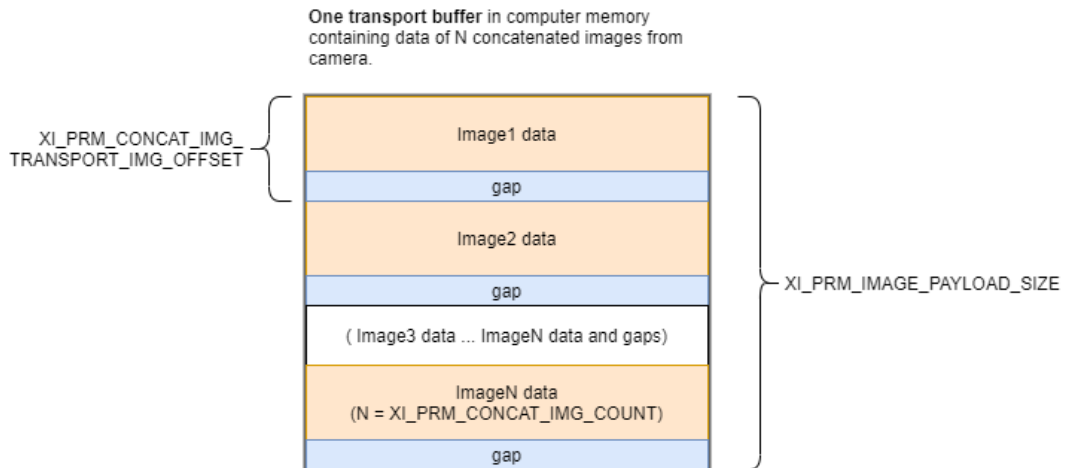 One transport buffer in computer memory
containing data of N concatenated images from
camera.
XI_PRM_CONCAT_IMG_
TRANSPORT_IMG_OFFSET
Image1 data
gap
Image2 data
gap
( Image3 data ... ImageN data and gaps)
ImageN data
(N = XI_PRM_CONCAT_IMG_COUNT)
gap
XI_PRM_IMAGE_PAYLOAD_SIZE